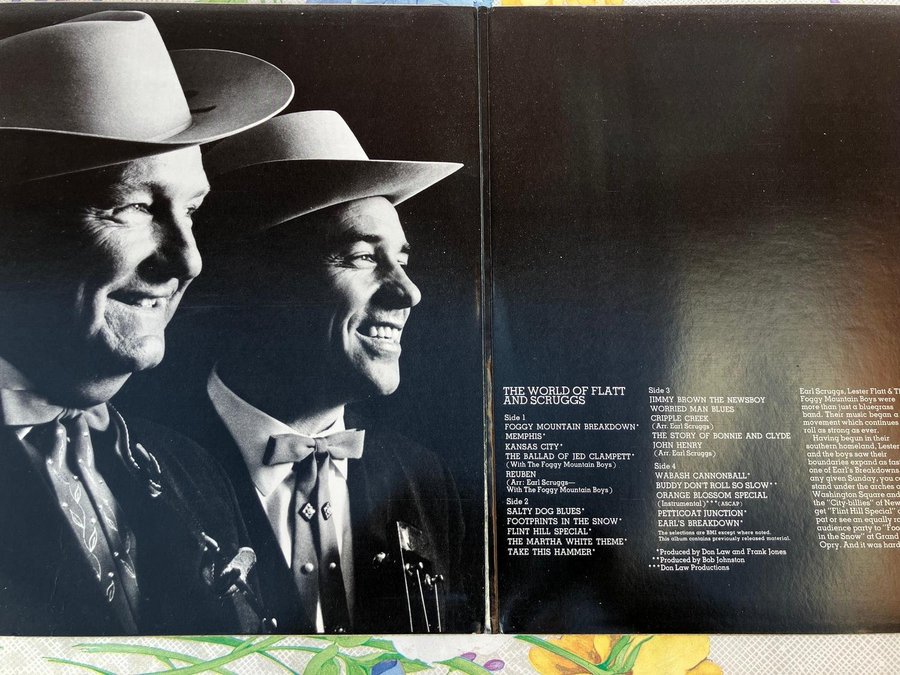 THE WORLD OF FLATT
AND SCRUGGS
Side 1
FOGGY MOUNTAIN BREAKDOWN*
MEMPHIS*
KANSAS CITY*
THE BALLAD OF JED CLAMPETT*
(With The Foggy Mountain Boys)
REUBEN
(Arr: Earl Scruggs—
With The Foggy Mountain Boys)
Side 2
SALTY DOG BLUES*
FOOTPRINTS IN THE SNOW*
FLINT HILL SPECIAL*
THE MARTHA WHITE THEME*
TAKE THIS HAMMER*
Side 3
JIMMY BROWN THE NEWSBOY
WORRIED MAN BLUES
CRIPPLE CREEK
(Arr. Earl Scruggs)
THE STORY OF BONNIE AND CLYDE
JOHN HENRY
(Arr. Earl Scruggs)
Side 4
WABASH CANNONBALL*
BUDDY DON'T ROLL SO SLOW**
ORANGE BLOSSOM SPECIAL
(Instrumental)*** (ASCAP)
PETTICOAT JUNCTION*
EARL'S BREAKDOWN*
The selections are BMI except where noted.
This album contains previously released material.
*Produced by Don Law and Frank Jones
**Produced by Bob Johnston
***Don Law Productions
Earl Scruggs, Lester Flatt & Th
Foggy Mountain Boys were
more than just a bluegrass
band. Their music began a
movement which continues
roll as strong as ever.
Having begun in their
southern homeland, Lester
and the boys saw their
boundaries expand as fast
one of Earl's Breakdowns
any given Sunday, you co
stand under the arches o
Washington Square and
the "City-billies" of New
get "Flint Hill Special" d
pat or see an equally ro
audience party to "Foo
in the Snow" at Grand
Opry. And it was hard